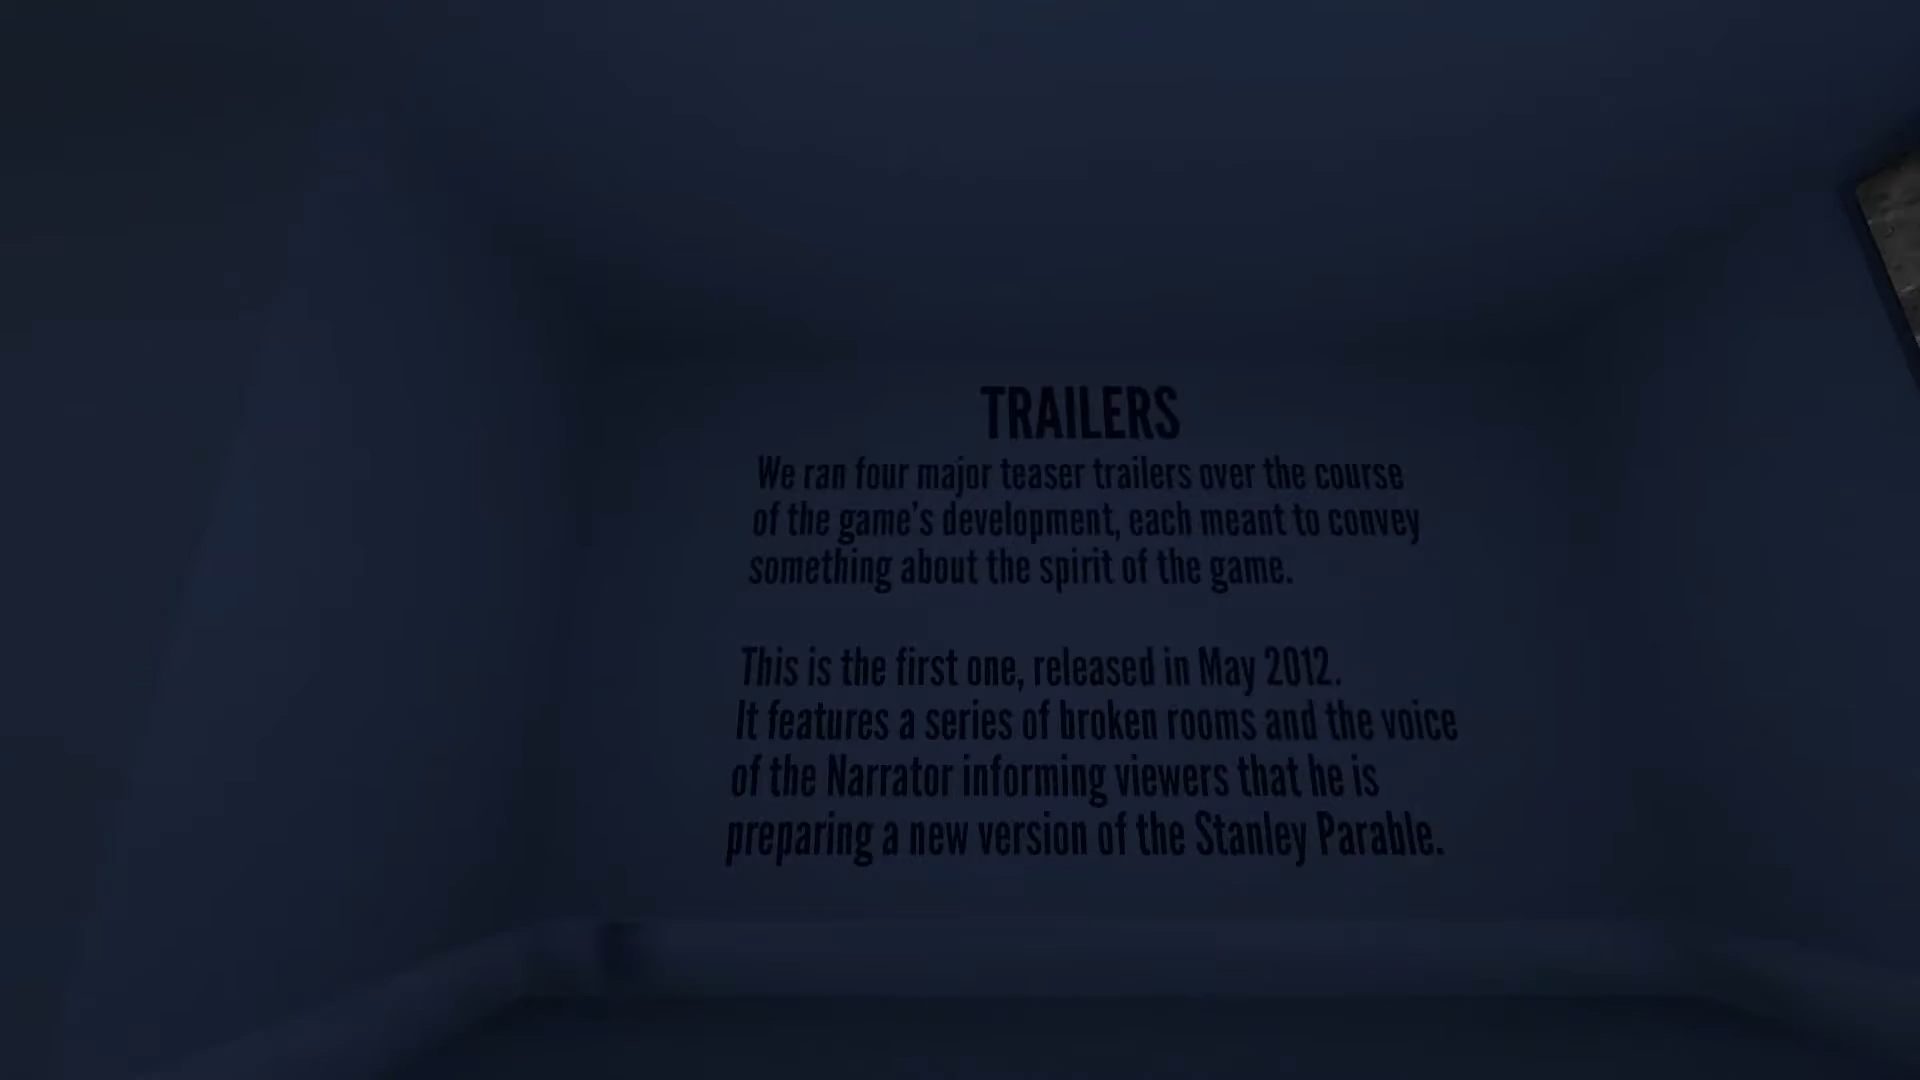 TRAILERS
We ran four major teaser trailers over the course
of the game's development, each meant to convey
something about the spirit of the game.
This is the first one, released in May 2012.
It features a series of broken rooms and the voice
of the Narrator informing viewers that he is
preparing a new version of the Stanley Parable.